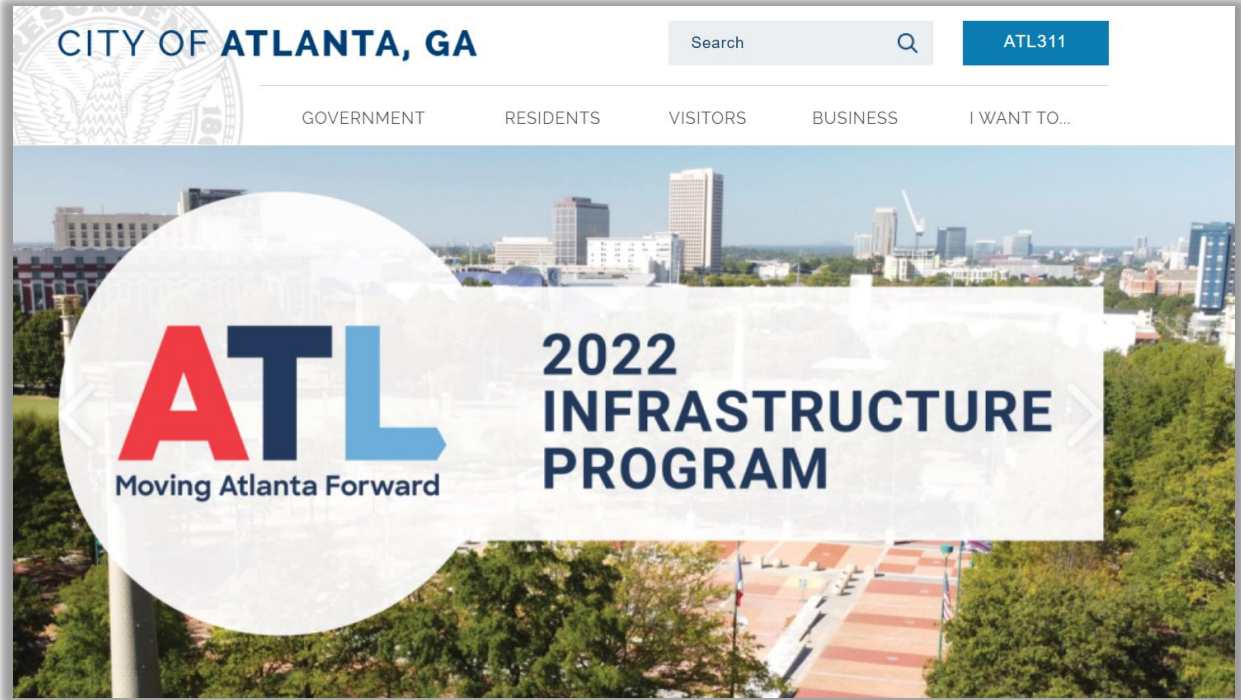 CITY OF ATLANTA, GA
Search
ATL311
GOVERNMENT RESIDENTS VISITORS BUSINESS I WANT TO...
ATL
Moving Atlanta Forward
2022
INFRASTRUCTURE
PROGRAM